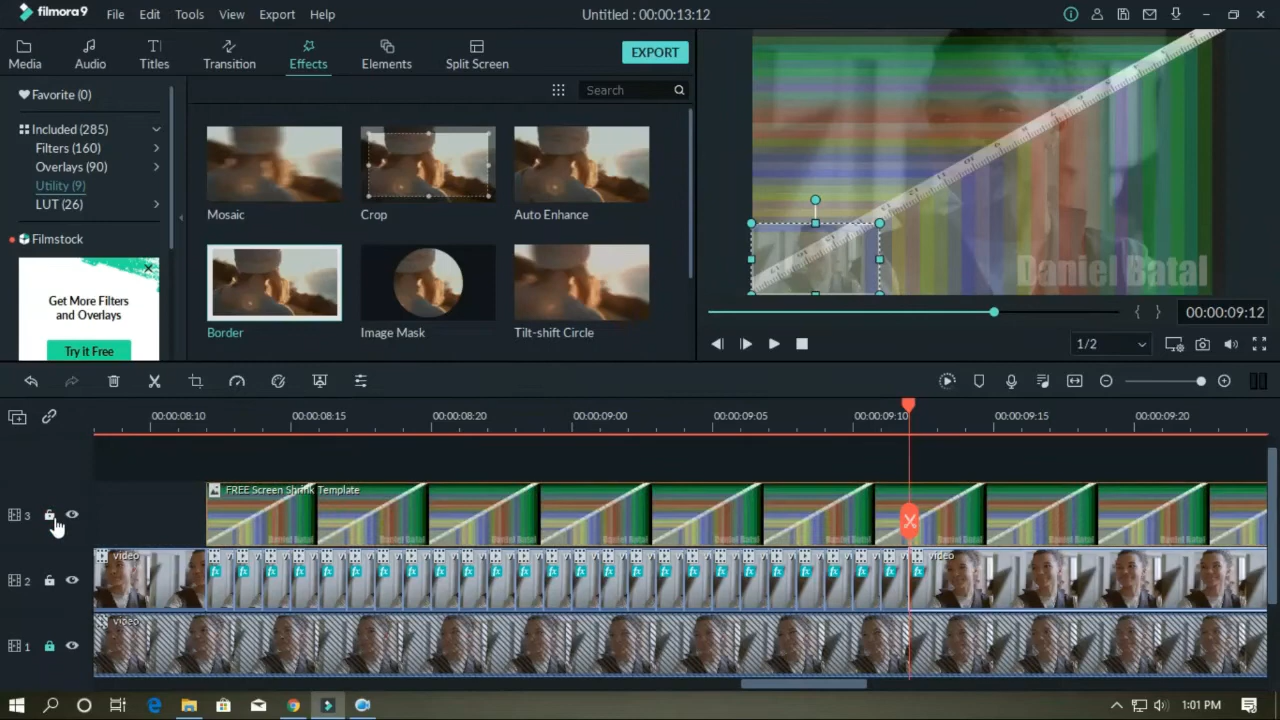 filmora9 File Edit Tools View Export Help Untitled : 00:00:13:12
Media Audio Titles Transition Effects Elements Split Screen EXPORT
Favorite (0)
Search
Included (285)
Filters (160)
Overlays (90)
Utility (9)
LUT (26)
Filmstock
Get More Filters
and Overlays
Try It Free
Mosaic Crop Auto Enhance
Border Image Mask Tilt-shift Circle
Daniel Batal
00:00:09:12
1/2
00:00:08:10 00:00:08:15 00:00:08:20 00:00:09:00 00:00:09:05 00:00:09:10 00:00:09:15 00:00:09:20
FREE Screen Shrink Template
3
video video
2
video
1
1:01 PM